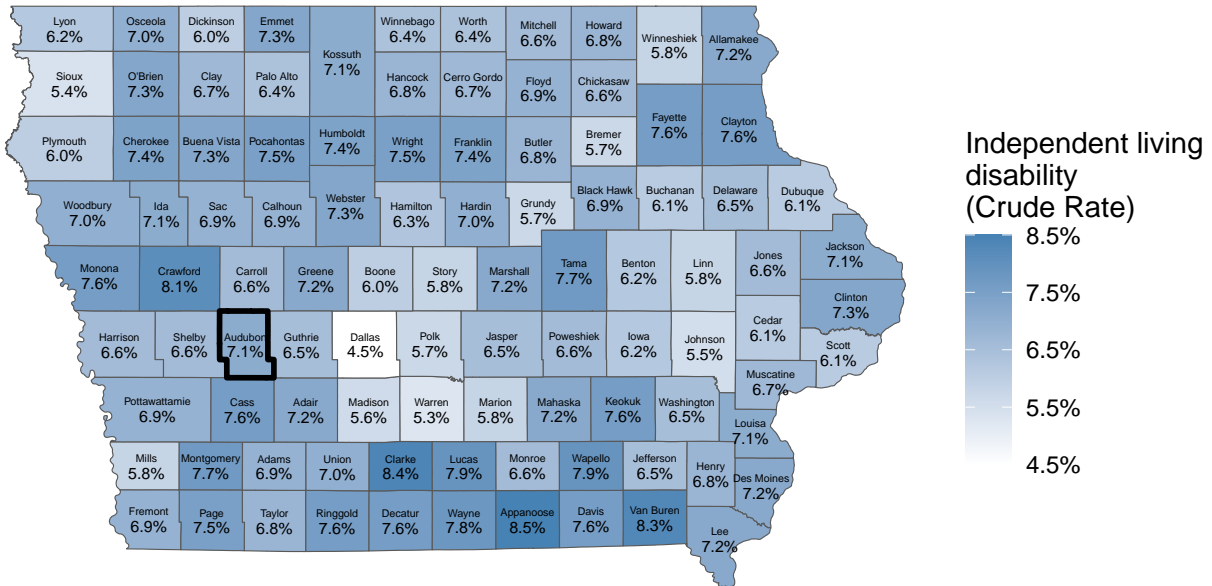 Lyon
6.2%
Osceola
7.0%
Dickinson
6.0%
Emmet
7.3%
Kossuth
7.1%
Winnebago
6.4%
Worth
6.4%
Mitchell
6.6%
Howard
6.8%
Winneshiek
5.8%
Allamakee
7.2%
Sioux
5.4%
O'Brien
7.3%
Clay
6.7%
Palo Alto
6.4%
Hancock
6.8%
Cerro Gordo
6.7%
Floyd
6.9%
Chickasaw
6.6%
Fayette
7.6%
Clayton
7.6%
Plymouth
6.0%
Cherokee
7.4%
Buena Vista
7.3%
Pocahontas
7.5%
Humboldt
7.4%
Wright
7.5%
Franklin
7.4%
Butler
6.8%
Bremer
5.7%
Woodbury
7.0%
Ida
7.1%
Sac
6.9%
Calhoun
6.9%
Webster
7.3%
Hamilton
6.3%
Hardin
7.0%
Grundy
5.7%
Black Hawk
6.9%
Buchanan
6.1%
Delaware
6.5%
Dubuque
6.1%
Monona
7.6%
Crawford
8.1%
Carroll
6.6%
Greene
7.2%
Boone
6.0%
Story
5.8%
Marshall
7.2%
Tama
7.7%
Benton
6.2%
Linn
5.8%
Jones
6.6%
Jackson
7.1%
Clinton
7.3%
Harrison
6.6%
Shelby
6.6%
Audubon
7.1%
Guthrie
6.5%
Dallas
4.5%
Polk
5.7%
Jasper
6.5%
Poweshiek
6.6%
Iowa
6.2%
Johnson
5.5%
Cedar
6.1%
Scott
6.1%
Muscatine
6.7%
Pottawattamie
6.9%
Cass
7.6%
Adair
7.2%
Madison
5.6%
Warren
5.3%
Marion
5.8%
Mahaska
7.2%
Keokuk
7.6%
Washington
6.5%
Louisa
7.1%
Mills
5.8%
Montgomery
7.7%
Adams
6.9%
Union
7.0%
Clarke
8.4%
Lucas
7.9%
Monroe
6.6%
Wapello
7.9%
Jefferson
6.5%
Henry
6.8%
Des Moines
7.2%
Fremont
6.9%
Page
7.5%
Taylor
6.8%
Ringgold
7.6%
Decatur
7.6%
Wayne
7.8%
Appanoose
8.5%
Davis
7.6%
Van Buren
8.3%
Lee
7.2%
Independent living
disability
(Crude Rate)
8.5%
7.5%
6.5%
5.5%
4.5%